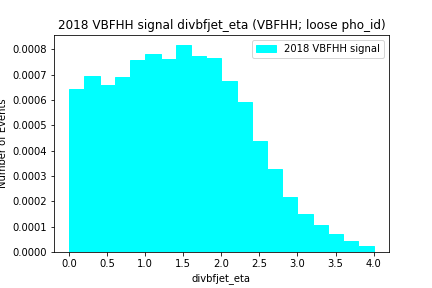 2018 VBFHH signal divbfjet_eta (VBFHH; loose pho_id)
2018 VBFHH signal
Number of Events
0.0008
0.0007
0.0006
0.0005
0.0004
0.0003
0.0002
0.0001
0.0000
0.0 0.5 1.0 1.5 2.0 2.5 3.0 3.5 4.0
divbfjet_eta